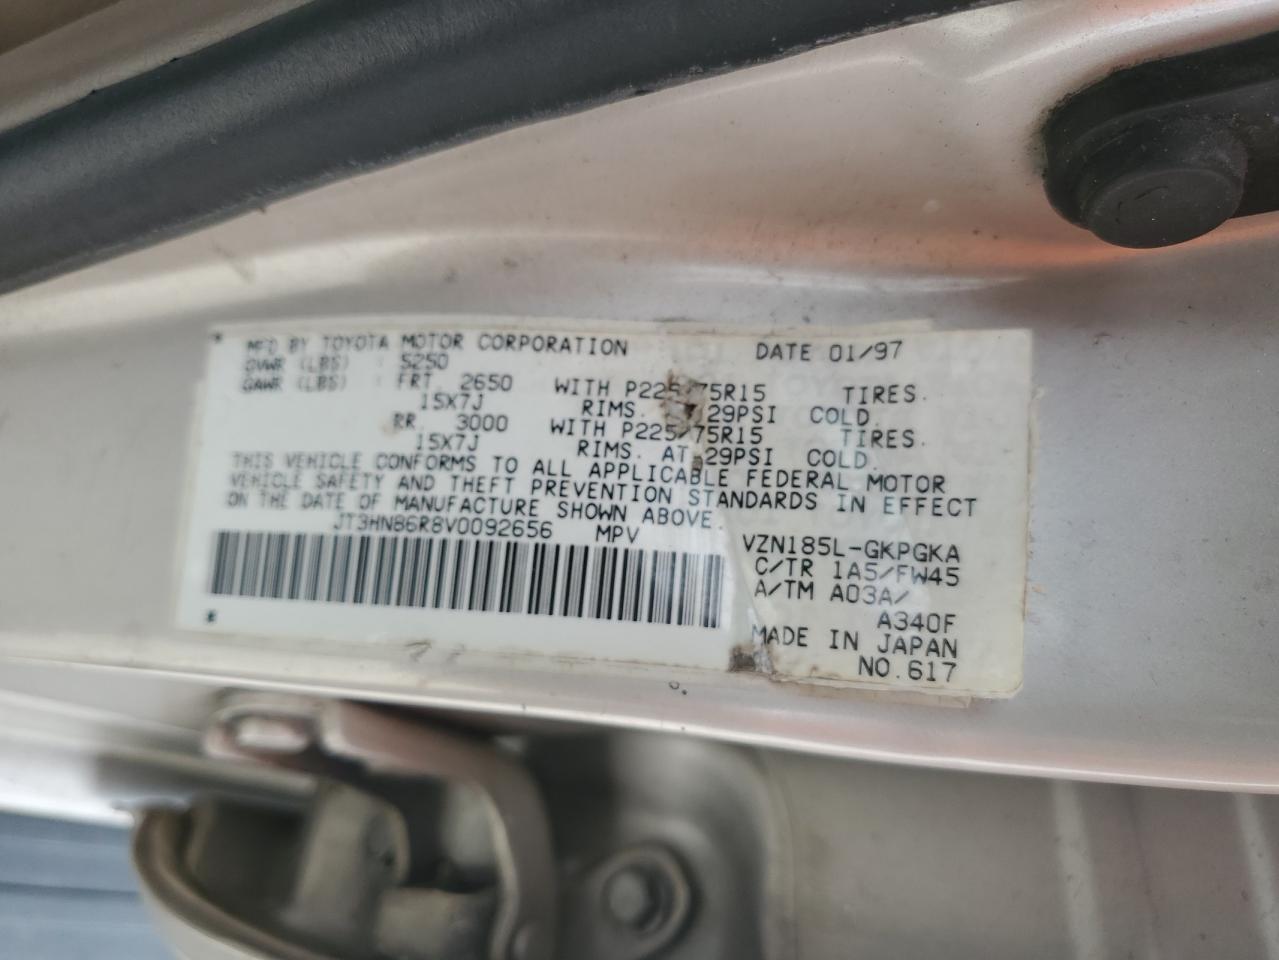 MFD BY TOYOTA MOTOR CORPORATION DATE 01/97
GVWR (LBS) : 5250
GAWR (LBS) : FRT. 2650 WITH P225/75R15 TIRES.
15X7J RIMS. 29PSI COLD.
RR. 3000 WITH P225/75R15 TIRES.
15X7J RIMS. AT 29PSI COLD.
THIS VEHICLE CONFORMS TO ALL APPLICABLE FEDERAL MOTOR
VEHICLE SAFETY AND THEFT PREVENTION STANDARDS IN EFFECT
ON THE DATE OF MANUFACTURE SHOWN ABOVE.
JT3HN86R8V0092656 MPV
VZN185L-GKPGKA
C/TR 1A5/FW45
A/TM A03A/
A340F
MADE IN JAPAN
NO.617